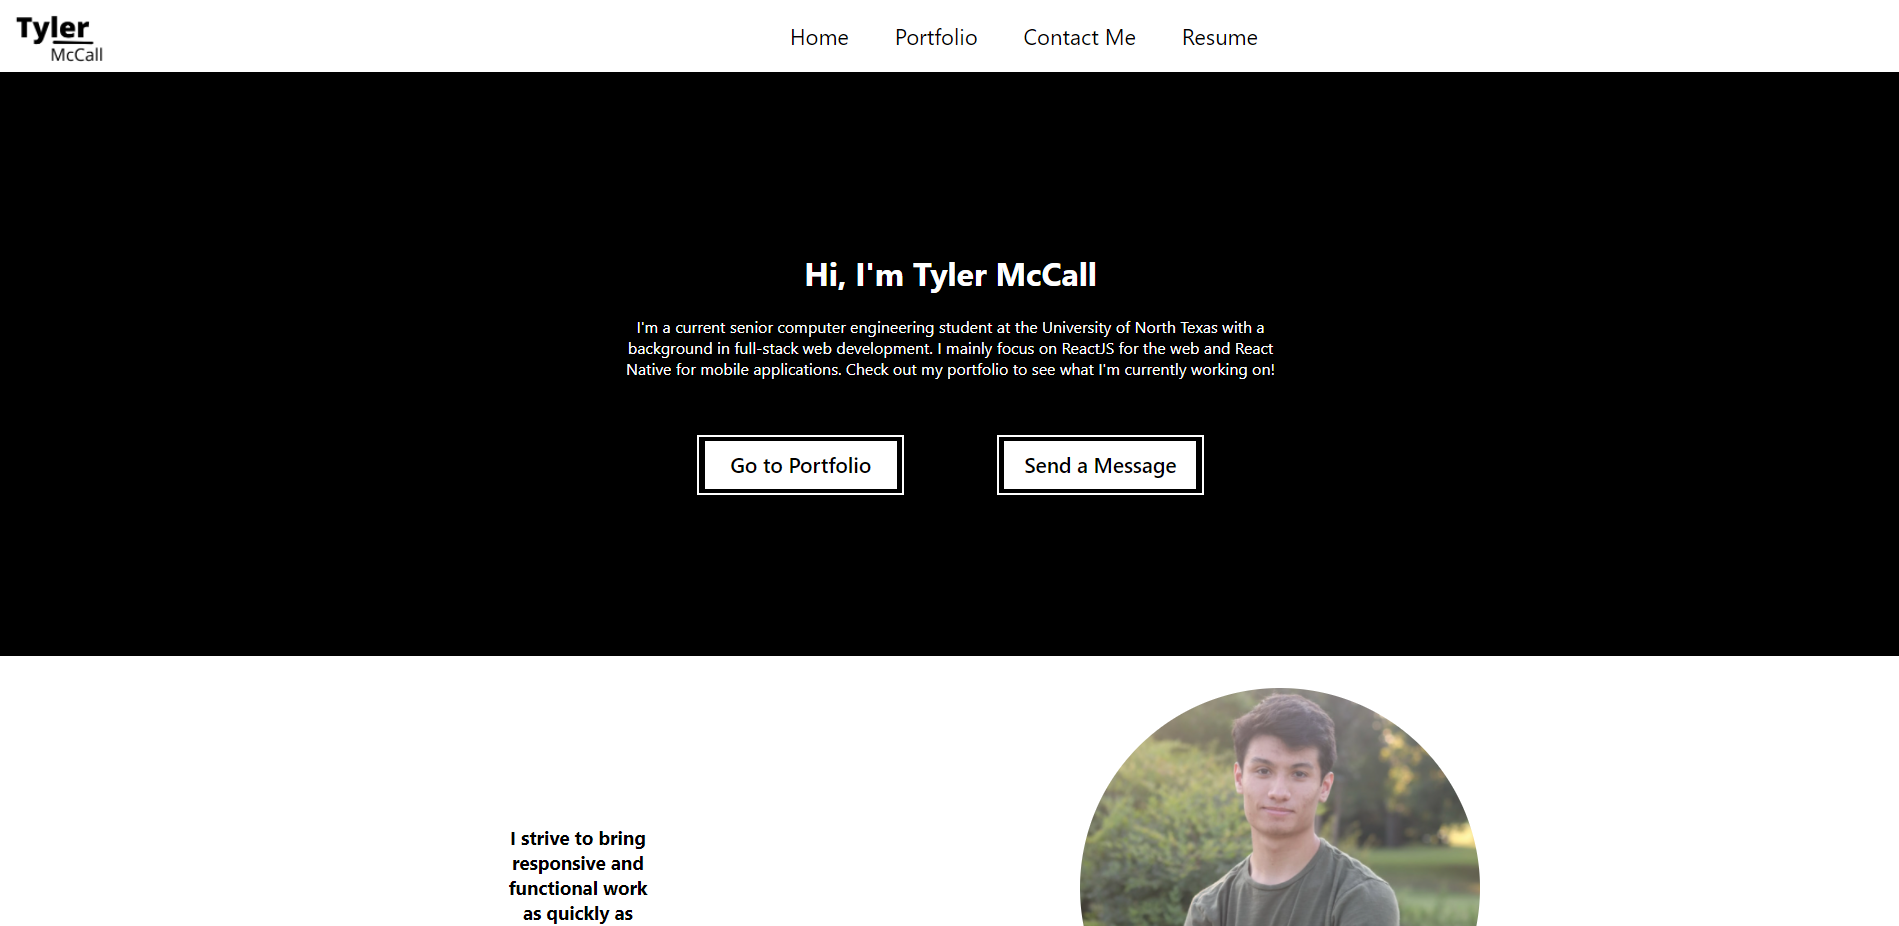 Tyler
McCall
Home Portfolio Contact Me Resume
Hi, I'm Tyler McCall
I'm a current senior computer engineering student at the University of North Texas with a
background in full-stack web development. I mainly focus on ReactJS for the web and React
Native for mobile applications. Check out my portfolio to see what I'm currently working on!
Go to Portfolio Send a Message
I strive to bring
responsive and
functional work
as quickly as